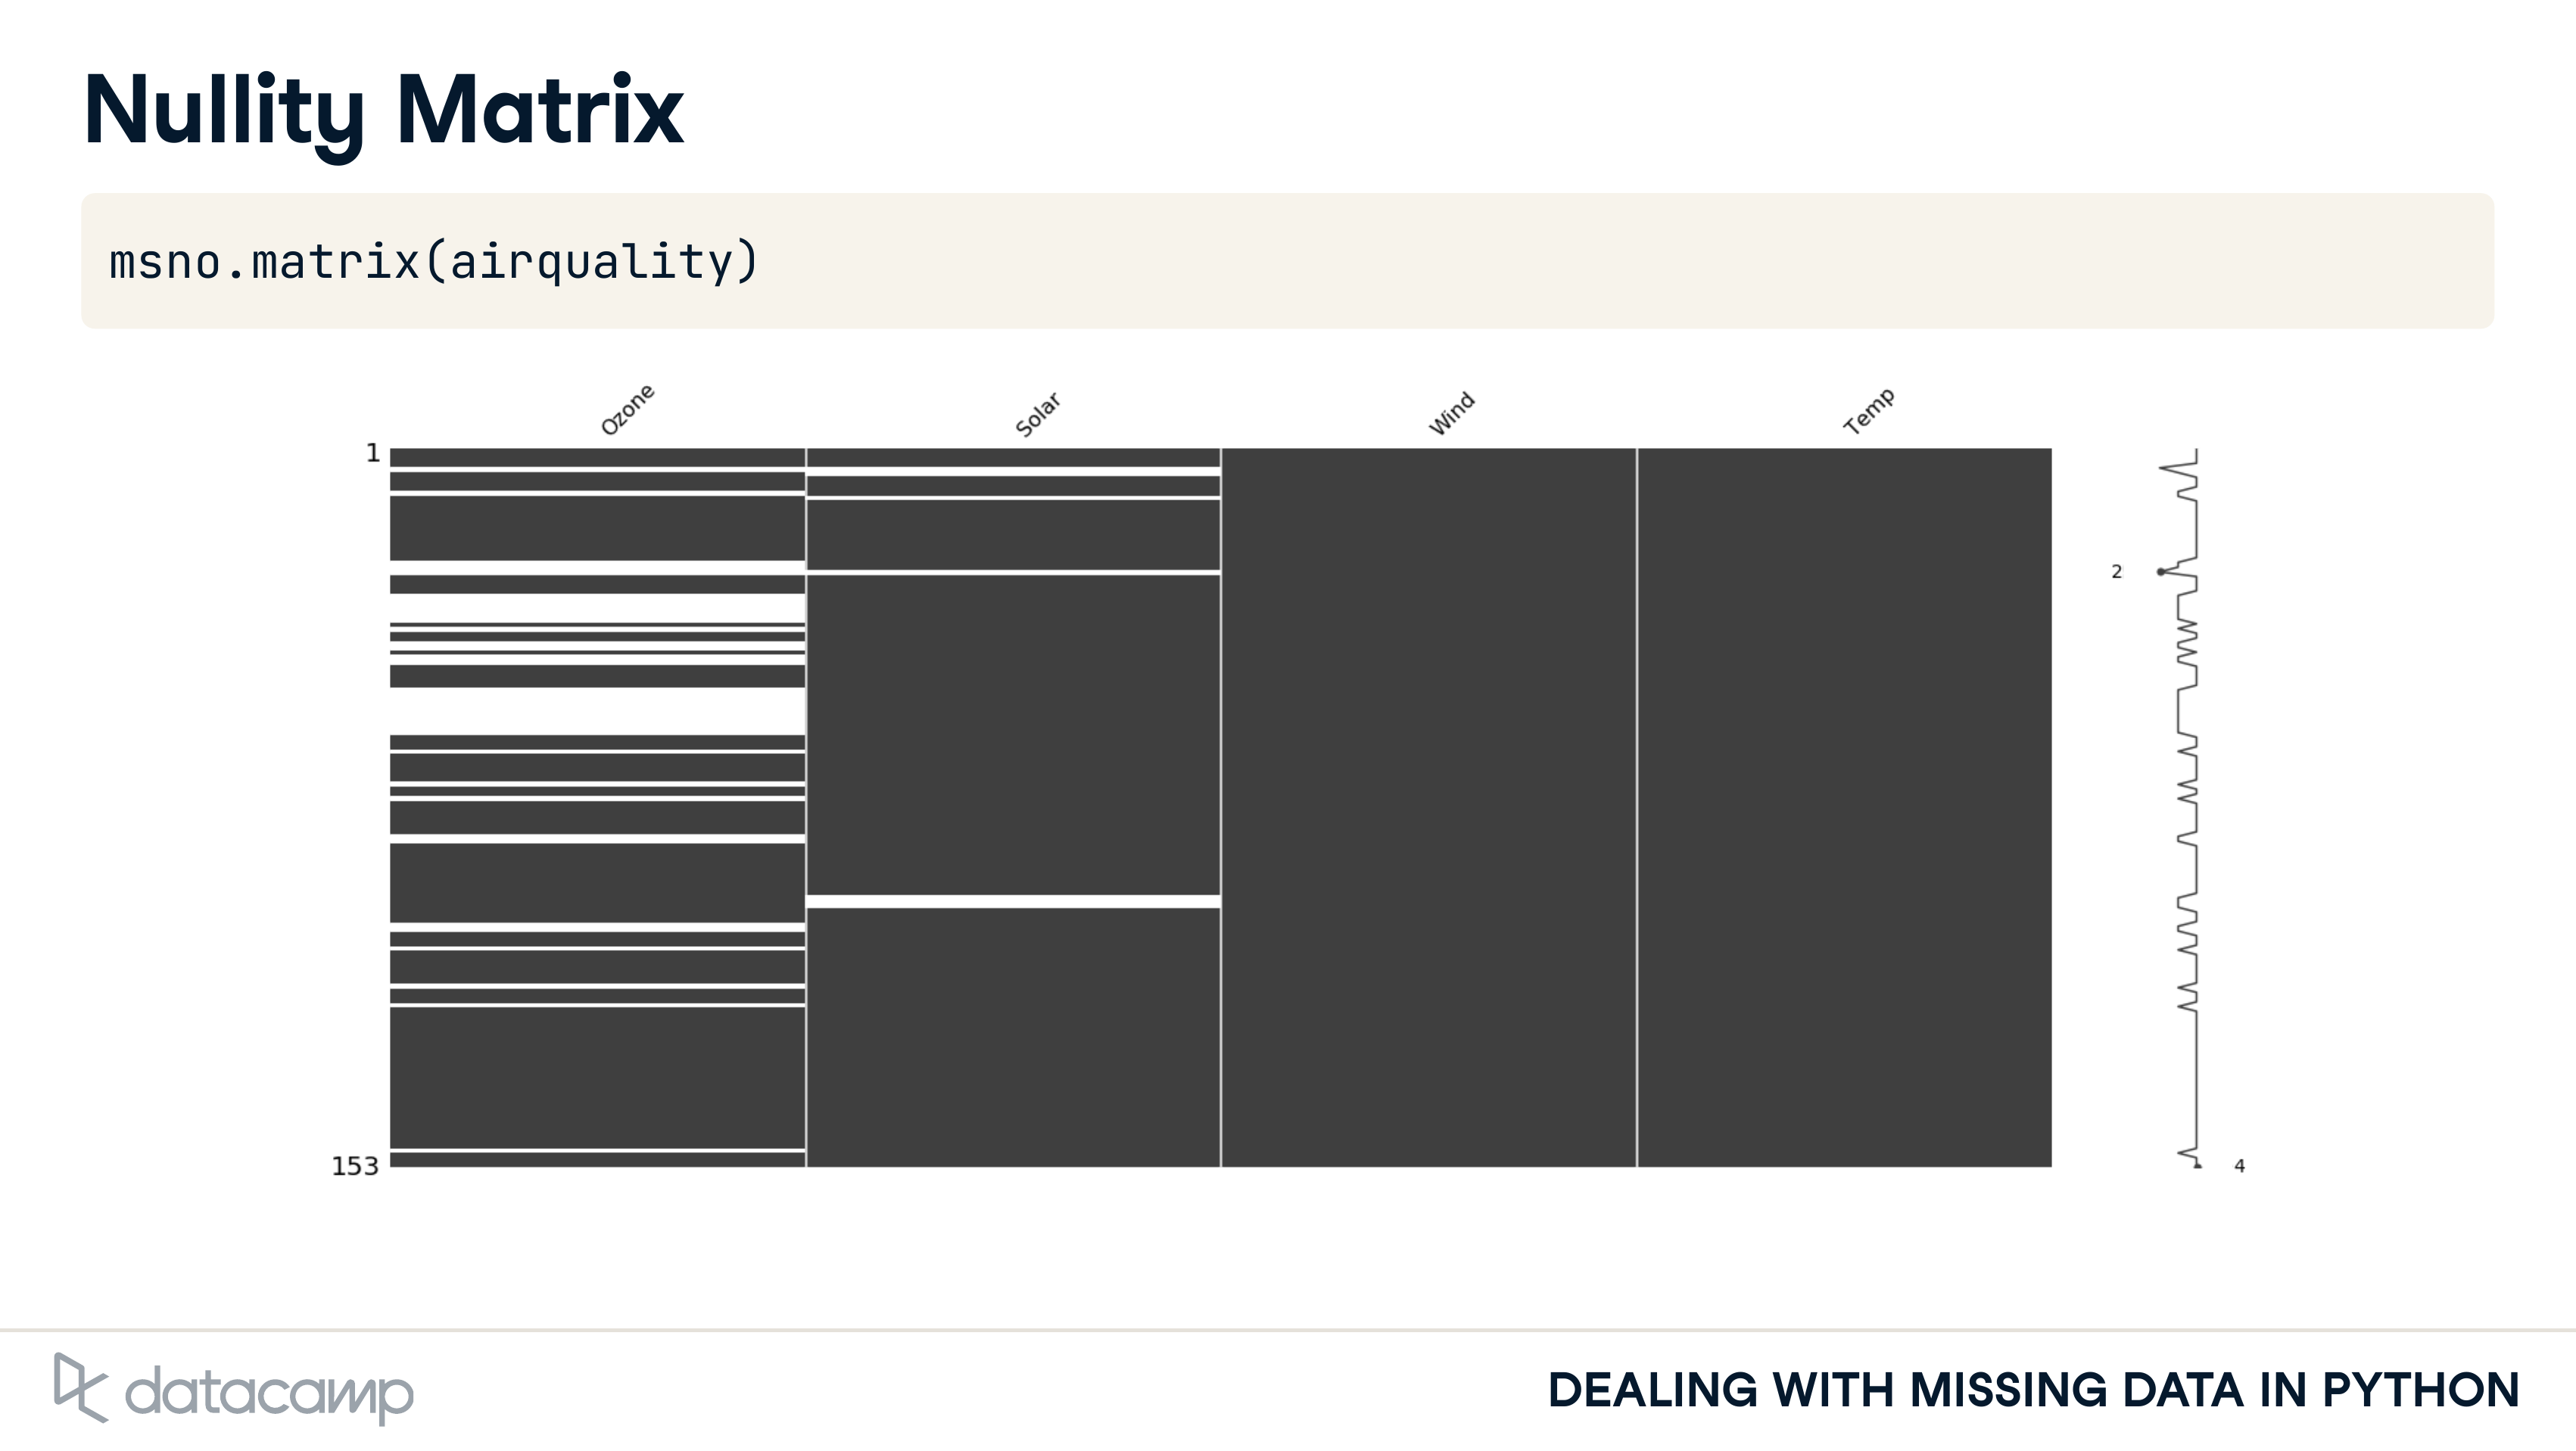 Nullity Matrix
msno.matrix(airquality)
Ozone Solar Wind Temp
1
2
153
4
datacamp
DEALING WITH MISSING DATA IN PYTHON